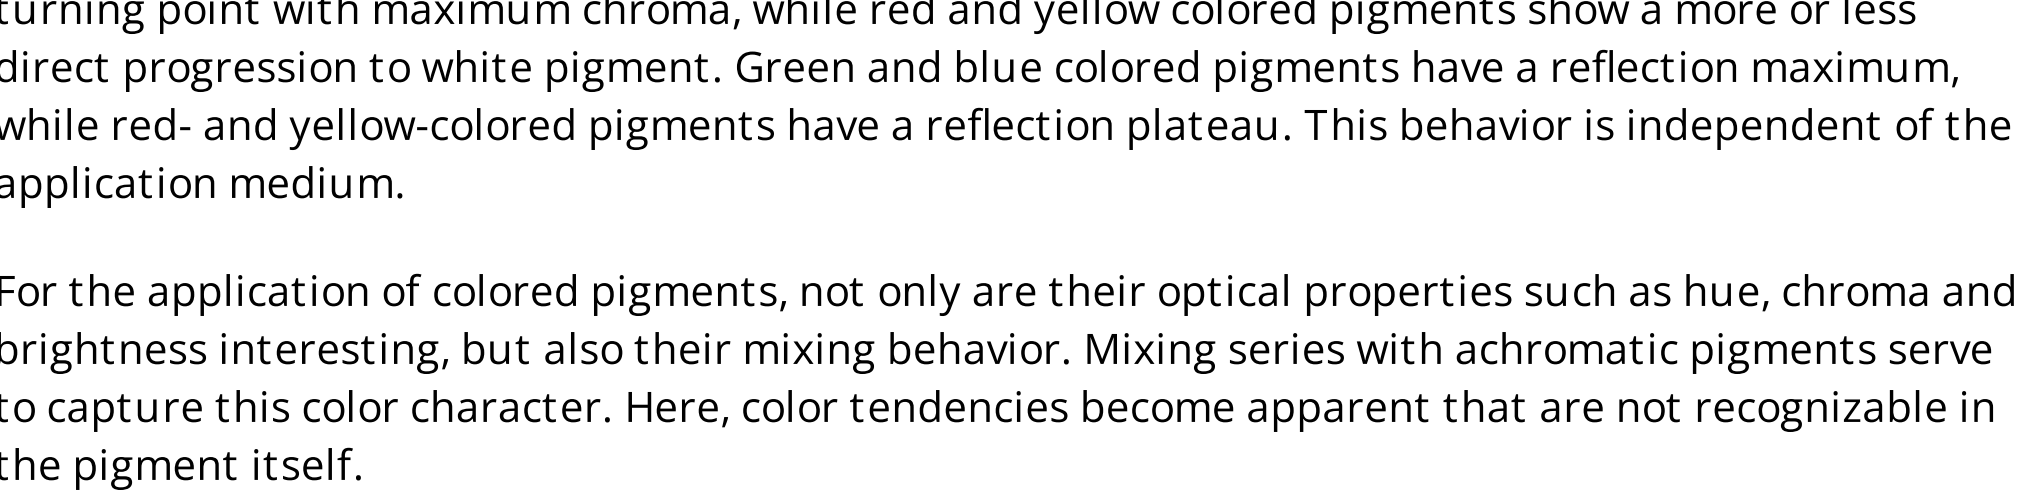 turning point with maximum chroma, while red and yellow colored pigments show a more or less
direct progression to white pigment. Green and blue colored pigments have a reflection maximum,
while red- and yellow-colored pigments have a reflection plateau. This behavior is independent of the
application medium.
For the application of colored pigments, not only are their optical properties such as hue, chroma and
brightness interesting, but also their mixing behavior. Mixing series with achromatic pigments serve
to capture this color character. Here, color tendencies become apparent that are not recognizable in
the pigment itself.